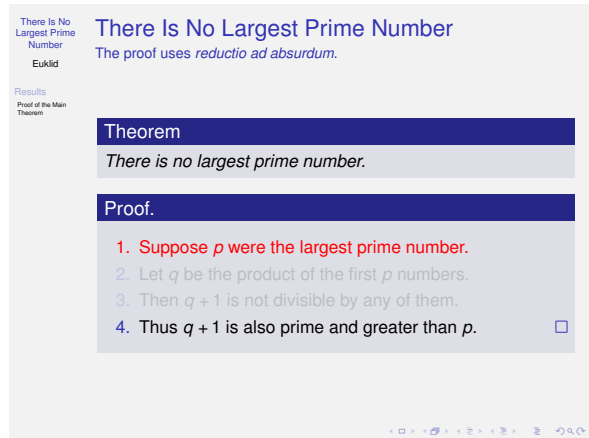 There Is No
Largest Prime
Number
Euklid
Results
Proof of the Main
Theorem
There Is No Largest Prime Number
The proof uses reductio ad absurdum.
Theorem
There is no largest prime number.
Proof.
1. Suppose p were the largest prime number.
2. Let q be the product of the first p numbers.
3. Then q + 1 is not divisible by any of them.
4. Thus q + 1 is also prime and greater than p. □